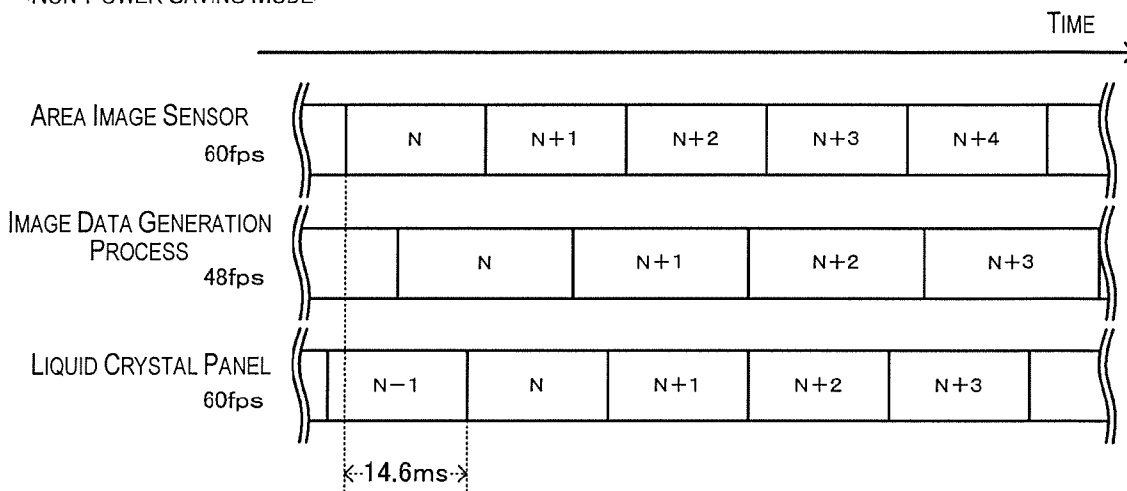 TIME
AREA IMAGE SENSOR
60fps
N
N+1
N+2
N+3
N+4
IMAGE DATA GENERATION
PROCESS
48fps
N
N+1
N+2
N+3
LIQUID CRYSTAL PANEL
60fps
N−1
N
N+1
N+2
N+3
14.6ms